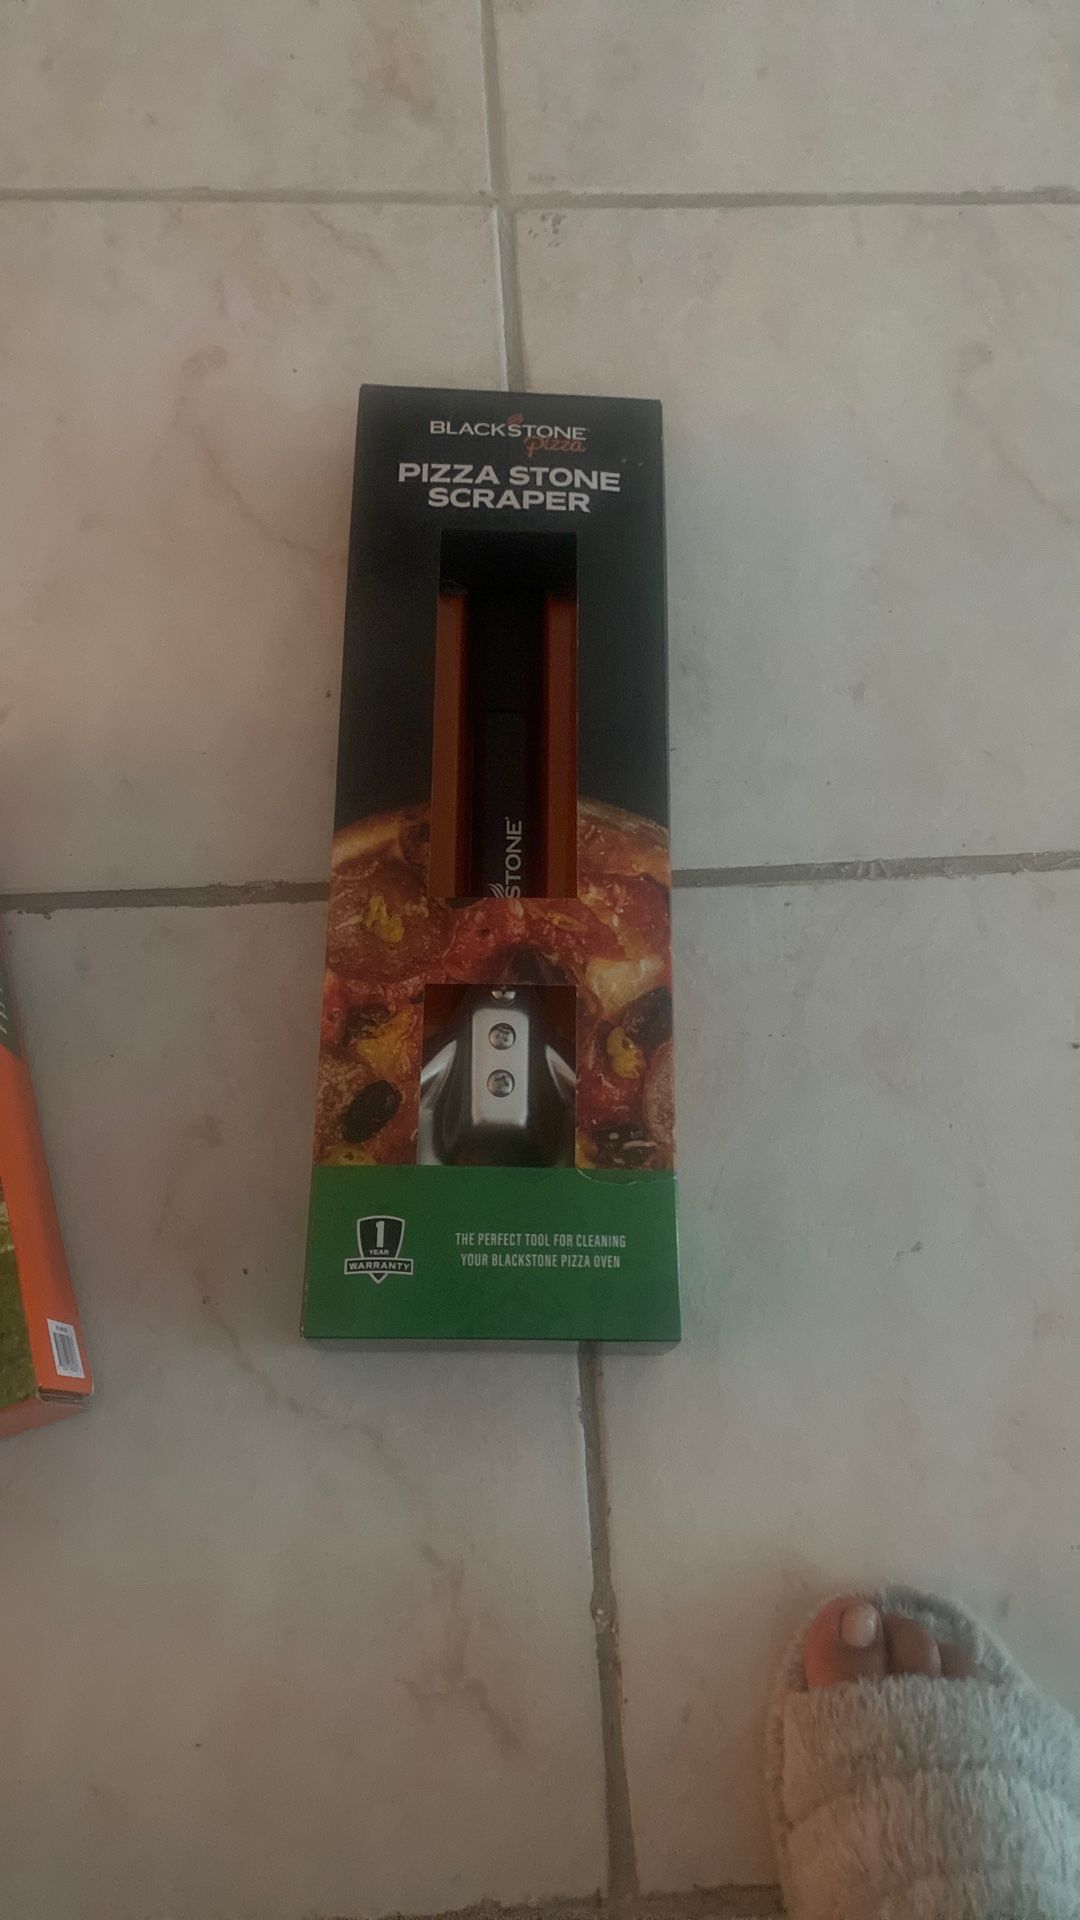 BLACKSTONE
pizza
PIZZA STONE
SCRAPER
STONE
1
YEAR
WARRANTY
THE PERFECT TOOL FOR CLEANING
YOUR BLACKSTONE PIZZA OVEN